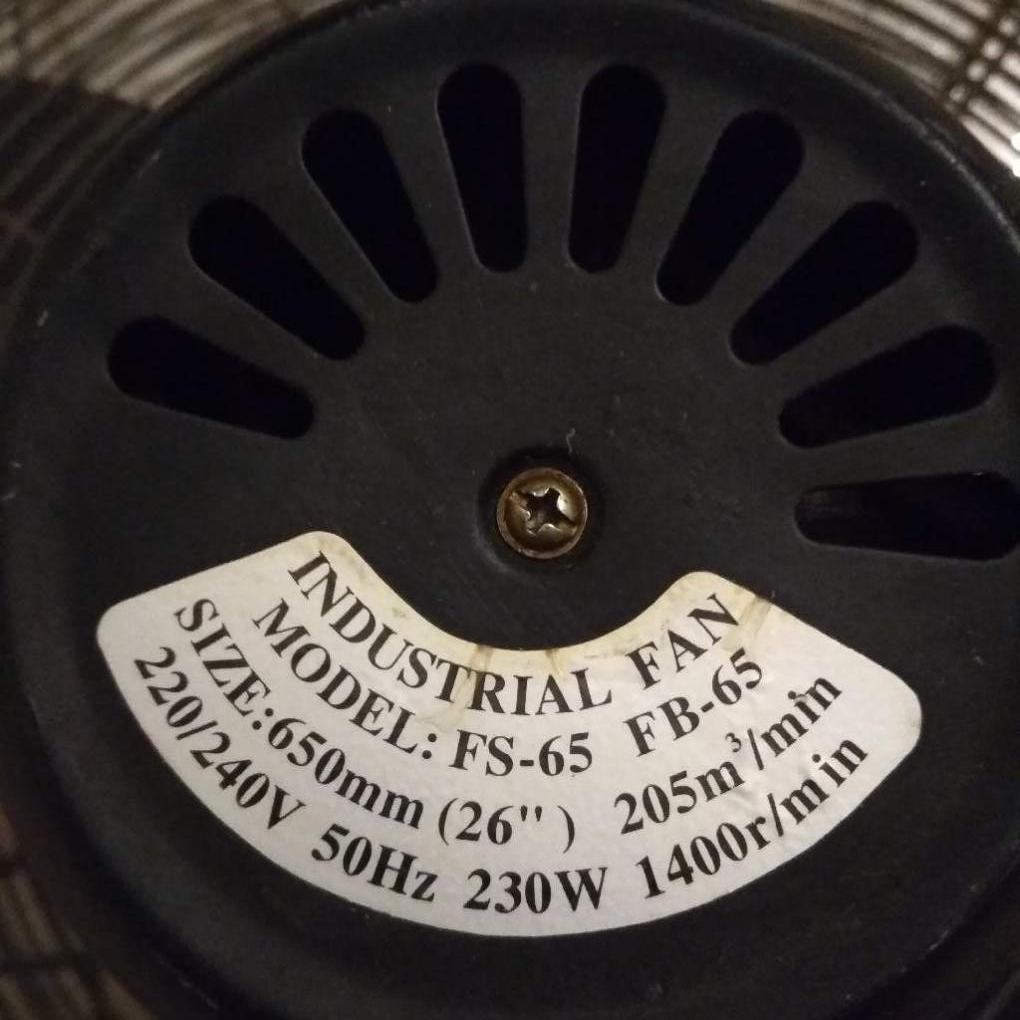 INDUSTRIAL FAN
MODEL: FS-65 FB-65
SIZE:650mm (26") 205m³/min
220/240V 50Hz 230W 1400r/min